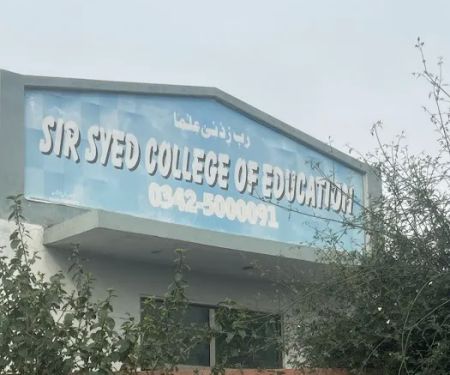 رب زدنی علما
SIR SYED COLLEGE OF EDUCATION
0342-5000091